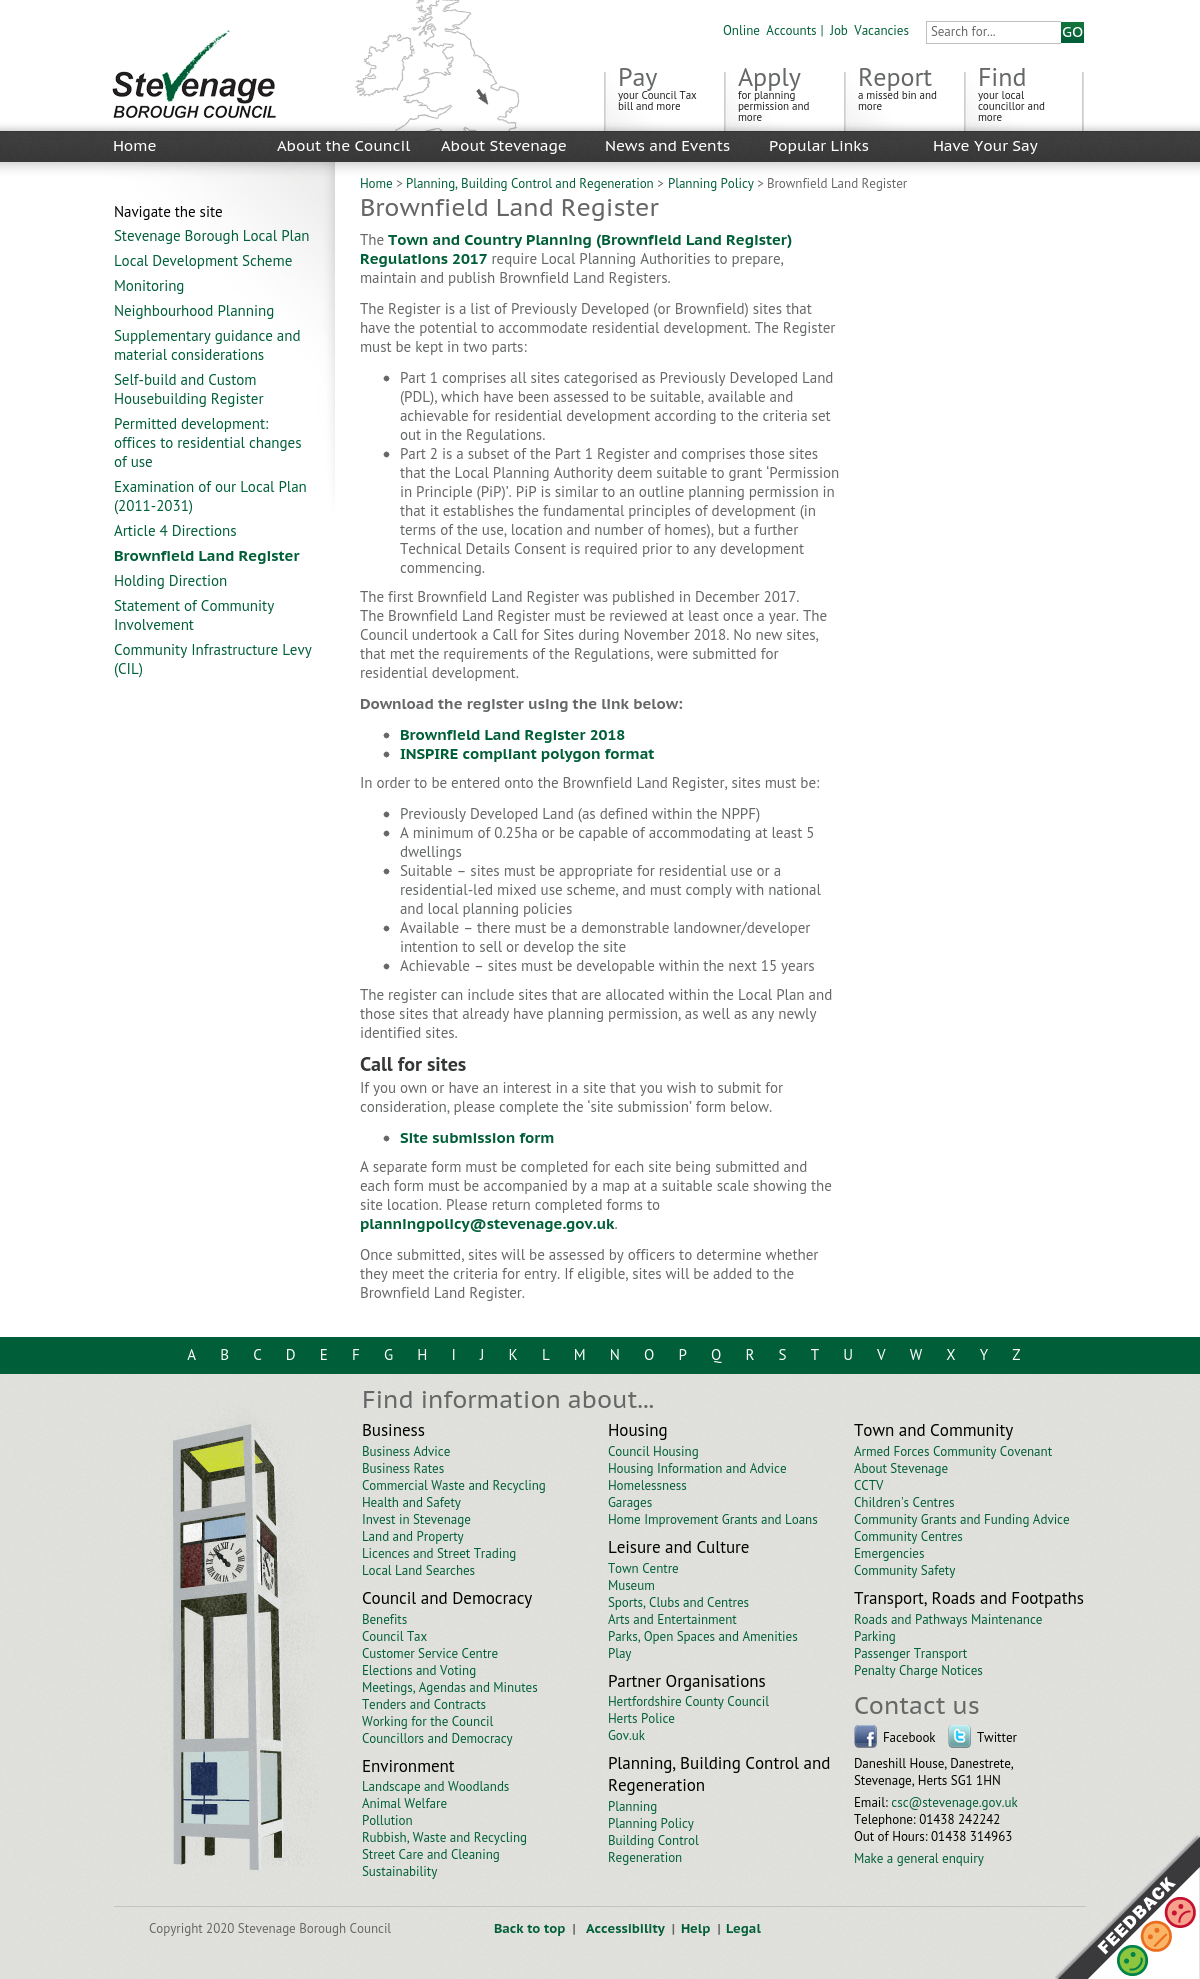 Online Accounts | Job Vacancies
Search for...
GO
Stevenage
BOROUGH COUNCIL
Pay
your Council Tax
bill and more
Apply
for planning
permission and
more
Report
a missed bin and
more
Find
your local
councillor and
more
Home
About the Council
About Stevenage
News and Events
Popular Links
Have Your Say
Home > Planning, Building Control and Regeneration > Planning Policy > Brownfield Land Register
Navigate the site
Stevenage Borough Local Plan
Local Development Scheme
Monitoring
Neighbourhood Planning
Supplementary guidance and
material considerations
Self-build and Custom
Housebuilding Register
Permitted development:
offices to residential changes
of use
Examination of our Local Plan
(2011-2031)
Article 4 Directions
Brownfield Land Register
Holding Direction
Statement of Community
Involvement
Community Infrastructure Levy
(CIL)
Brownfield Land Register
The Town and Country Planning (Brownfield Land Register)
Regulations 2017 require Local Planning Authorities to prepare,
maintain and publish Brownfield Land Registers.
The Register is a list of Previously Developed (or Brownfield) sites that
have the potential to accommodate residential development. The Register
must be kept in two parts:
• Part 1 comprises all sites categorised as Previously Developed Land
(PDL), which have been assessed to be suitable, available and
achievable for residential development according to the criteria set
out in the Regulations.
• Part 2 is a subset of the Part 1 Register and comprises those sites
that the Local Planning Authority deem suitable to grant ‘Permission
in Principle (PiP)’. PiP is similar to an outline planning permission in
that it establishes the fundamental principles of development (in
terms of the use, location and number of homes), but a further
Technical Details Consent is required prior to any development
commencing.
The first Brownfield Land Register was published in December 2017.
The Brownfield Land Register must be reviewed at least once a year. The
Council undertook a Call for Sites during November 2018. No new sites,
that met the requirements of the Regulations, were submitted for
residential development.
Download the register using the link below:
• Brownfield Land Register 2018
• INSPIRE compliant polygon format
In order to be entered onto the Brownfield Land Register, sites must be:
• Previously Developed Land (as defined within the NPPF)
• A minimum of 0.25ha or be capable of accommodating at least 5
dwellings
• Suitable – sites must be appropriate for residential use or a
residential-led mixed use scheme, and must comply with national
and local planning policies
• Available – there must be a demonstrable landowner/developer
intention to sell or develop the site
• Achievable – sites must be developable within the next 15 years
The register can include sites that are allocated within the Local Plan and
those sites that already have planning permission, as well as any newly
identified sites.
Call for sites
If you own or have an interest in a site that you wish to submit for
consideration, please complete the ‘site submission’ form below.
• Site submission form
A separate form must be completed for each site being submitted and
each form must be accompanied by a map at a suitable scale showing the
site location. Please return completed forms to
planningpolicy@stevenage.gov.uk.
Once submitted, sites will be assessed by officers to determine whether
they meet the criteria for entry. If eligible, sites will be added to the
Brownfield Land Register.
A B C D E F G H I J K L M N O P Q R S T U V W X Y Z
Find information about...
Business
Business Advice
Business Rates
Commercial Waste and Recycling
Health and Safety
Invest in Stevenage
Land and Property
Licences and Street Trading
Local Land Searches
Council and Democracy
Benefits
Council Tax
Customer Service Centre
Elections and Voting
Meetings, Agendas and Minutes
Tenders and Contracts
Working for the Council
Councillors and Democracy
Environment
Landscape and Woodlands
Animal Welfare
Pollution
Rubbish, Waste and Recycling
Street Care and Cleaning
Sustainability
Housing
Council Housing
Housing Information and Advice
Homelessness
Garages
Home Improvement Grants and Loans
Leisure and Culture
Town Centre
Museum
Sports, Clubs and Centres
Arts and Entertainment
Parks, Open Spaces and Amenities
Play
Partner Organisations
Hertfordshire County Council
Herts Police
Gov.uk
Planning, Building Control and
Regeneration
Planning
Planning Policy
Building Control
Regeneration
Town and Community
Armed Forces Community Covenant
About Stevenage
CCTV
Children's Centres
Community Grants and Funding Advice
Community Centres
Emergencies
Community Safety
Transport, Roads and Footpaths
Roads and Pathways Maintenance
Parking
Passenger Transport
Penalty Charge Notices
Contact us
Facebook Twitter
Daneshill House, Danestrete,
Stevenage, Herts SG1 1HN
Email: csc@stevenage.gov.uk
Telephone: 01438 242242
Out of Hours: 01438 314963
Make a general enquiry
FEEDBACK
Copyright 2020 Stevenage Borough Council
Back to top | Accessibility | Help | Legal